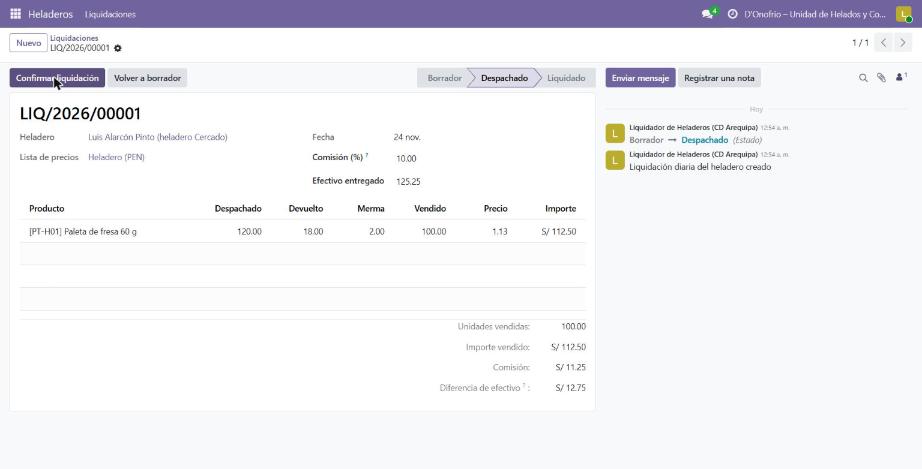 Heladeros Liquidaciones 4 D'Onofrio – Unidad de Helados y Co... L
Nuevo Liquidaciones
LIQ/2026/00001 1 / 1
Confirmar liquidación Volver a borrador Borrador Despachado Liquidado Enviar mensaje Registrar una nota 1
LIQ/2026/00001
Heladero Luis Alarcón Pinto (heladero Cercado) Fecha 24 nov.
Lista de precios Heladero (PEN) Comisión (%) ? 10.00
Efectivo entregado 125.25
Producto Despachado Devuelto Merma Vendido Precio Importe
[PT-H01] Paleta de fresa 60 g 120.00 18.00 2.00 100.00 1.13 S/ 112.50
Unidades vendidas: 100.00
Importe vendido: S/ 112.50
Comisión: S/ 11.25
Diferencia de efectivo ? : S/ 12.75
Hoy
L Liquidador de Heladeros (CD Arequipa) 12:54 a. m.
Borrador → Despachado (Estado)
L Liquidador de Heladeros (CD Arequipa) 12:54 a. m.
Liquidación diaria del heladero creado